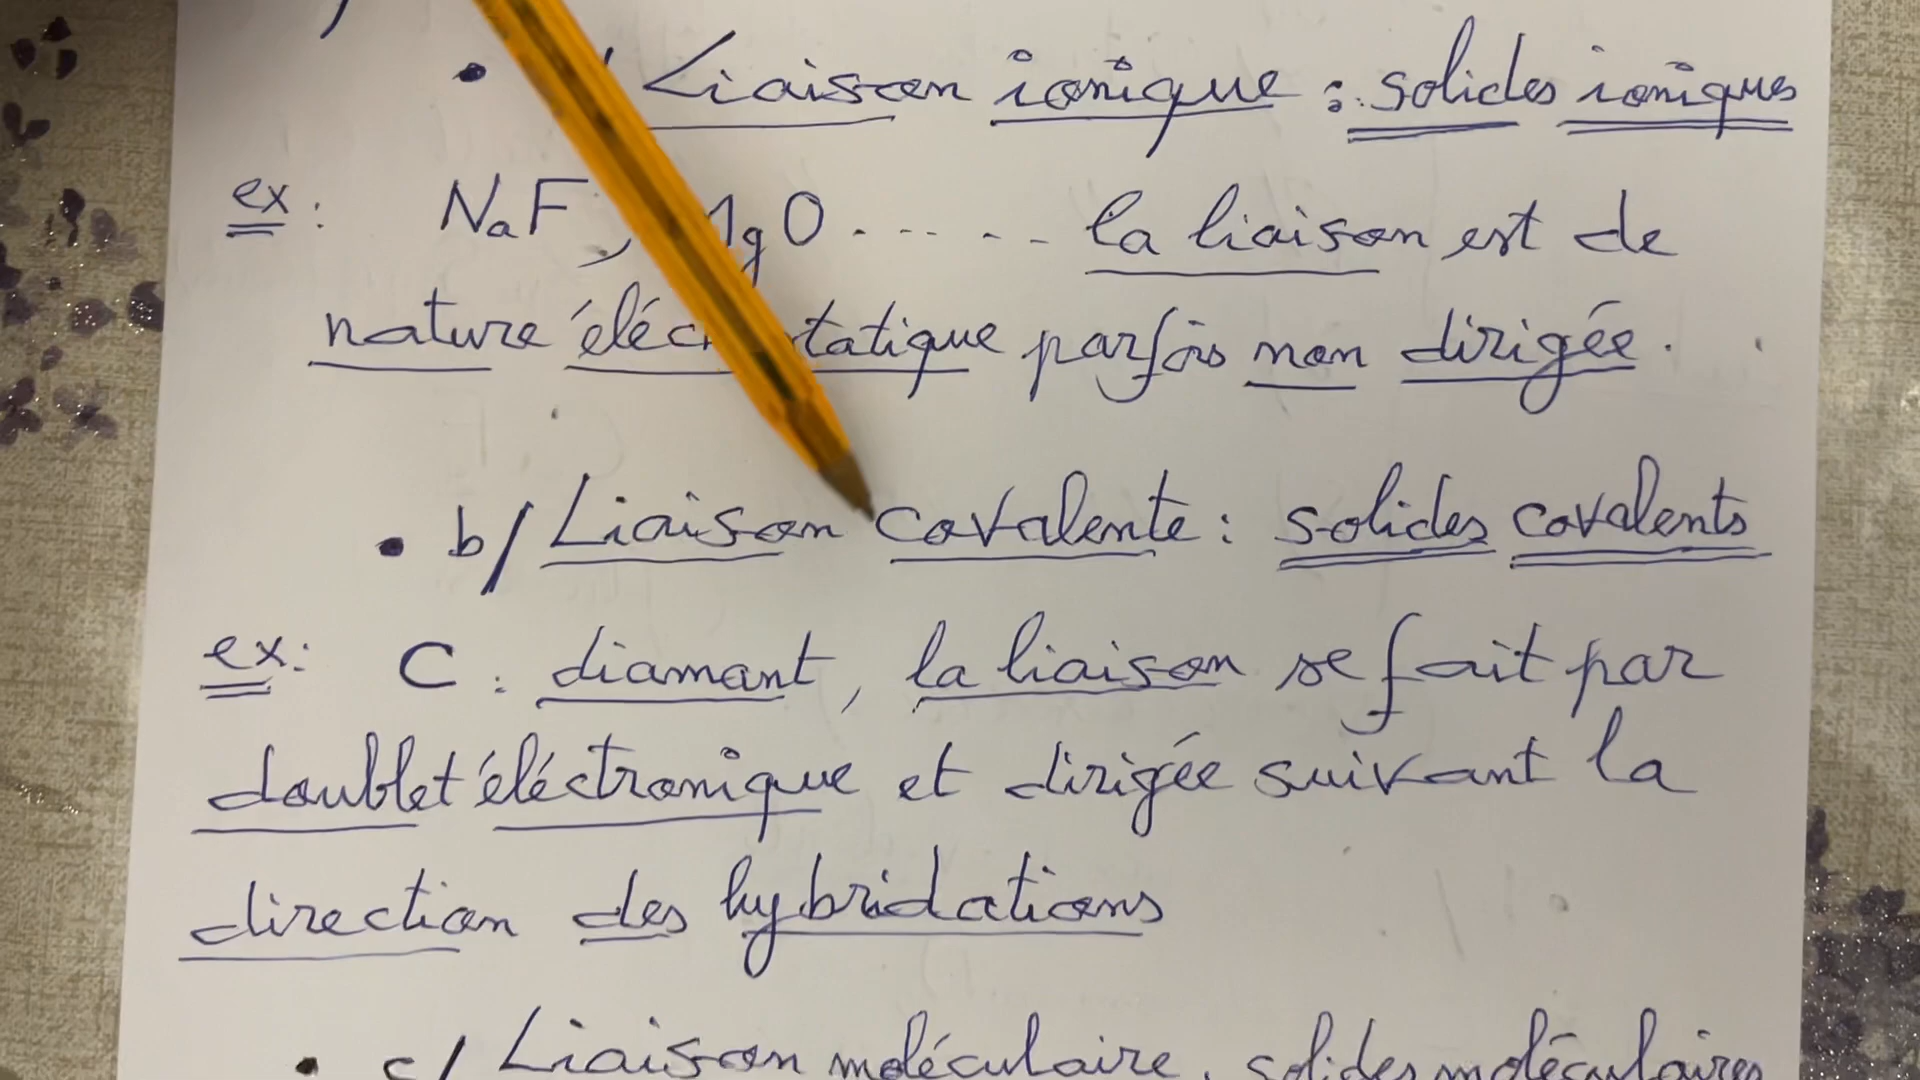 • / Liaison ionique : solides ioniques
ex : NaF, MgO ...... la liaison est de
nature éléctrostatique parfois non dirigée.
• b/ Liaison covalente : solides covalents
ex : C : diamant, la liaison se fait par
doublet éléctronique et dirigée suivant la
direction des hybridations
• c/ Liaison moléculaire : solides moléculaires